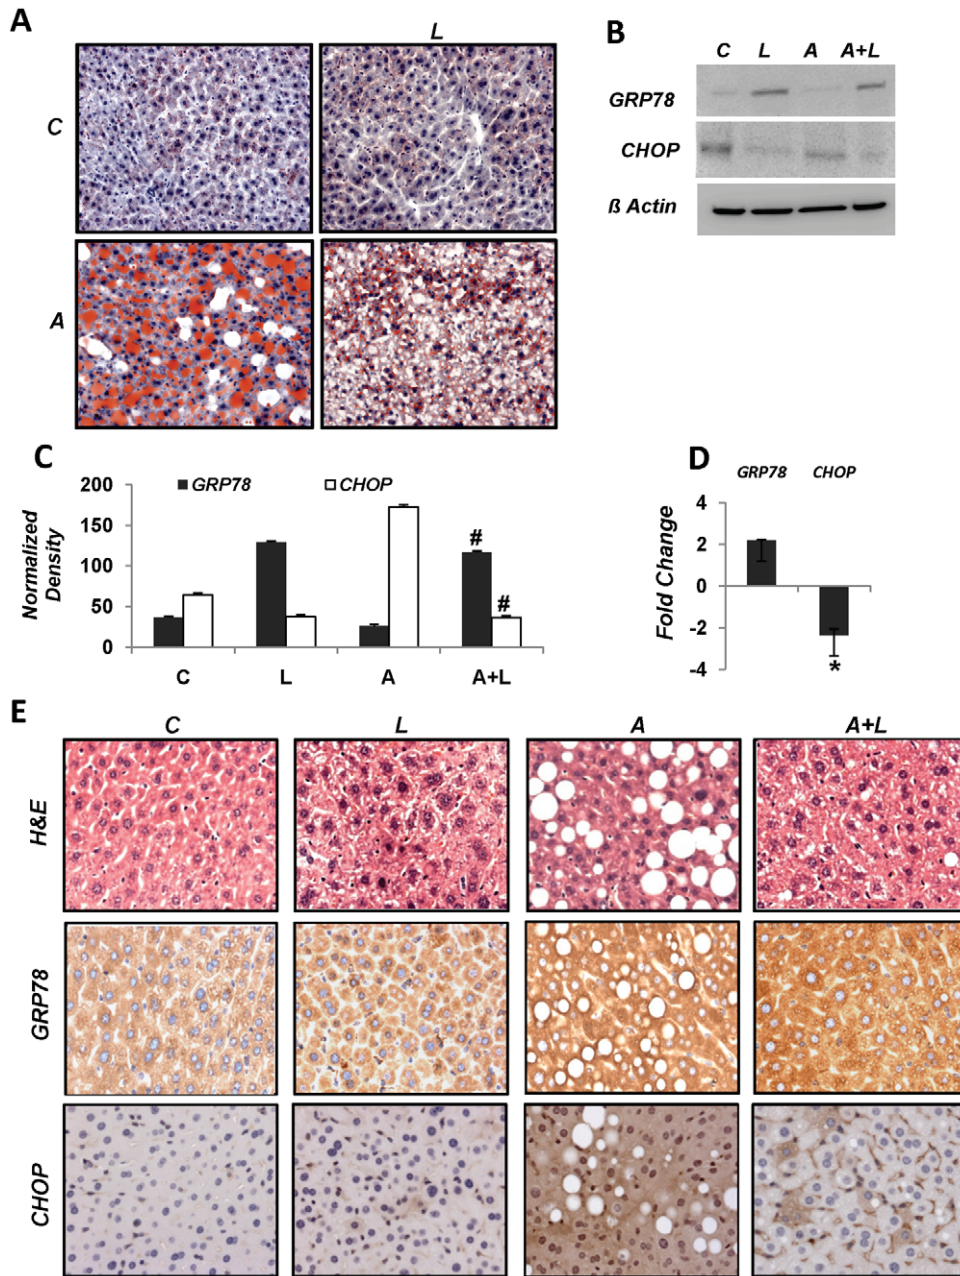 A
L
C
A
B
C L A A+L
GRP78
CHOP
ß Actin
C
GRP78 CHOP
Normalized
Density
200
150
100
50
0
# #
C L A A+L
D
GRP78 CHOP
Fold Change
4
2
0
-2
-4
*
E
C L A A+L
H&E
GRP78
CHOP